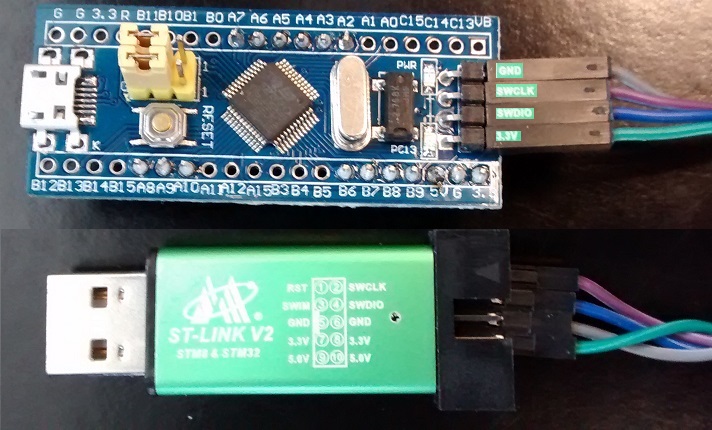 G G 3.3 R B11 B10 B1 B0 A7 A6 A5 A4 A3 A2 A1 A0 C15 C14 C13 VB
PWR
GND
SWCLK
SWDIO
3.3V
1
1
RESET
K
PC13
B12 B13 B14 B15 A8 A9 A10 A11 A12 A15 B3 B4 B5 B6 B7 B8 B9 5V G 3.
RST 1 2 SWCLK
SWIM 3 4 SWDIO
GND 5 6 GND
3.3V 7 8 3.3V
5.0V 9 10 5.0V
®
ST-LINK V2
STM8 & STM32